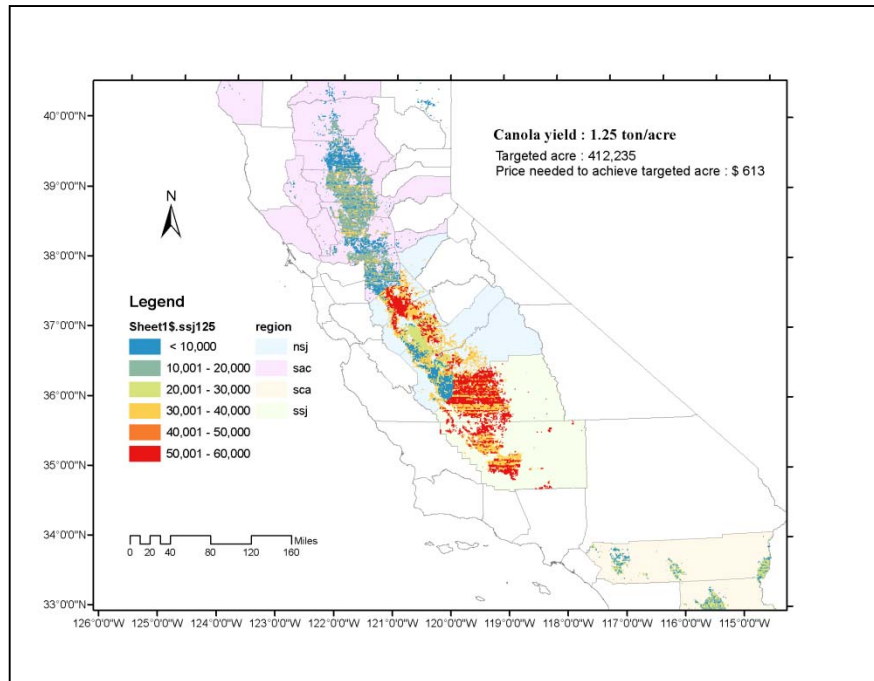 40°0'0"N
39°0'0"N
38°0'0"N
37°0'0"N
36°0'0"N
35°0'0"N
34°0'0"N
33°0'0"N
Canola yield : 1.25 ton/acre
Targeted acre : 412,235
Price needed to achieve targeted acre : $ 613
N
Legend
Sheet1$.ssj125
< 10,000
10,001 - 20,000
20,001 - 30,000
30,001 - 40,000
40,001 - 50,000
50,001 - 60,000
region
nsj
sac
sca
ssj
0 20 40 80 120 160 Miles
126°0'0"W 125°0'0"W 124°0'0"W 123°0'0"W 122°0'0"W 121°0'0"W 120°0'0"W 119°0'0"W 118°0'0"W 117°0'0"W 116°0'0"W 115°0'0"W